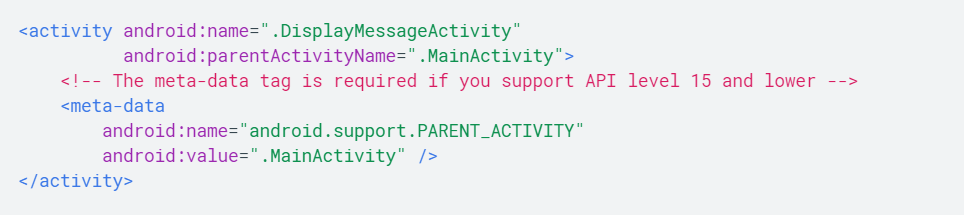 <activity android:name=".DisplayMessageActivity"
          android:parentActivityName=".MainActivity">
    <!-- The meta-data tag is required if you support API level 15 and lower -->
    <meta-data
        android:name="android.support.PARENT_ACTIVITY"
        android:value=".MainActivity" />
</activity>